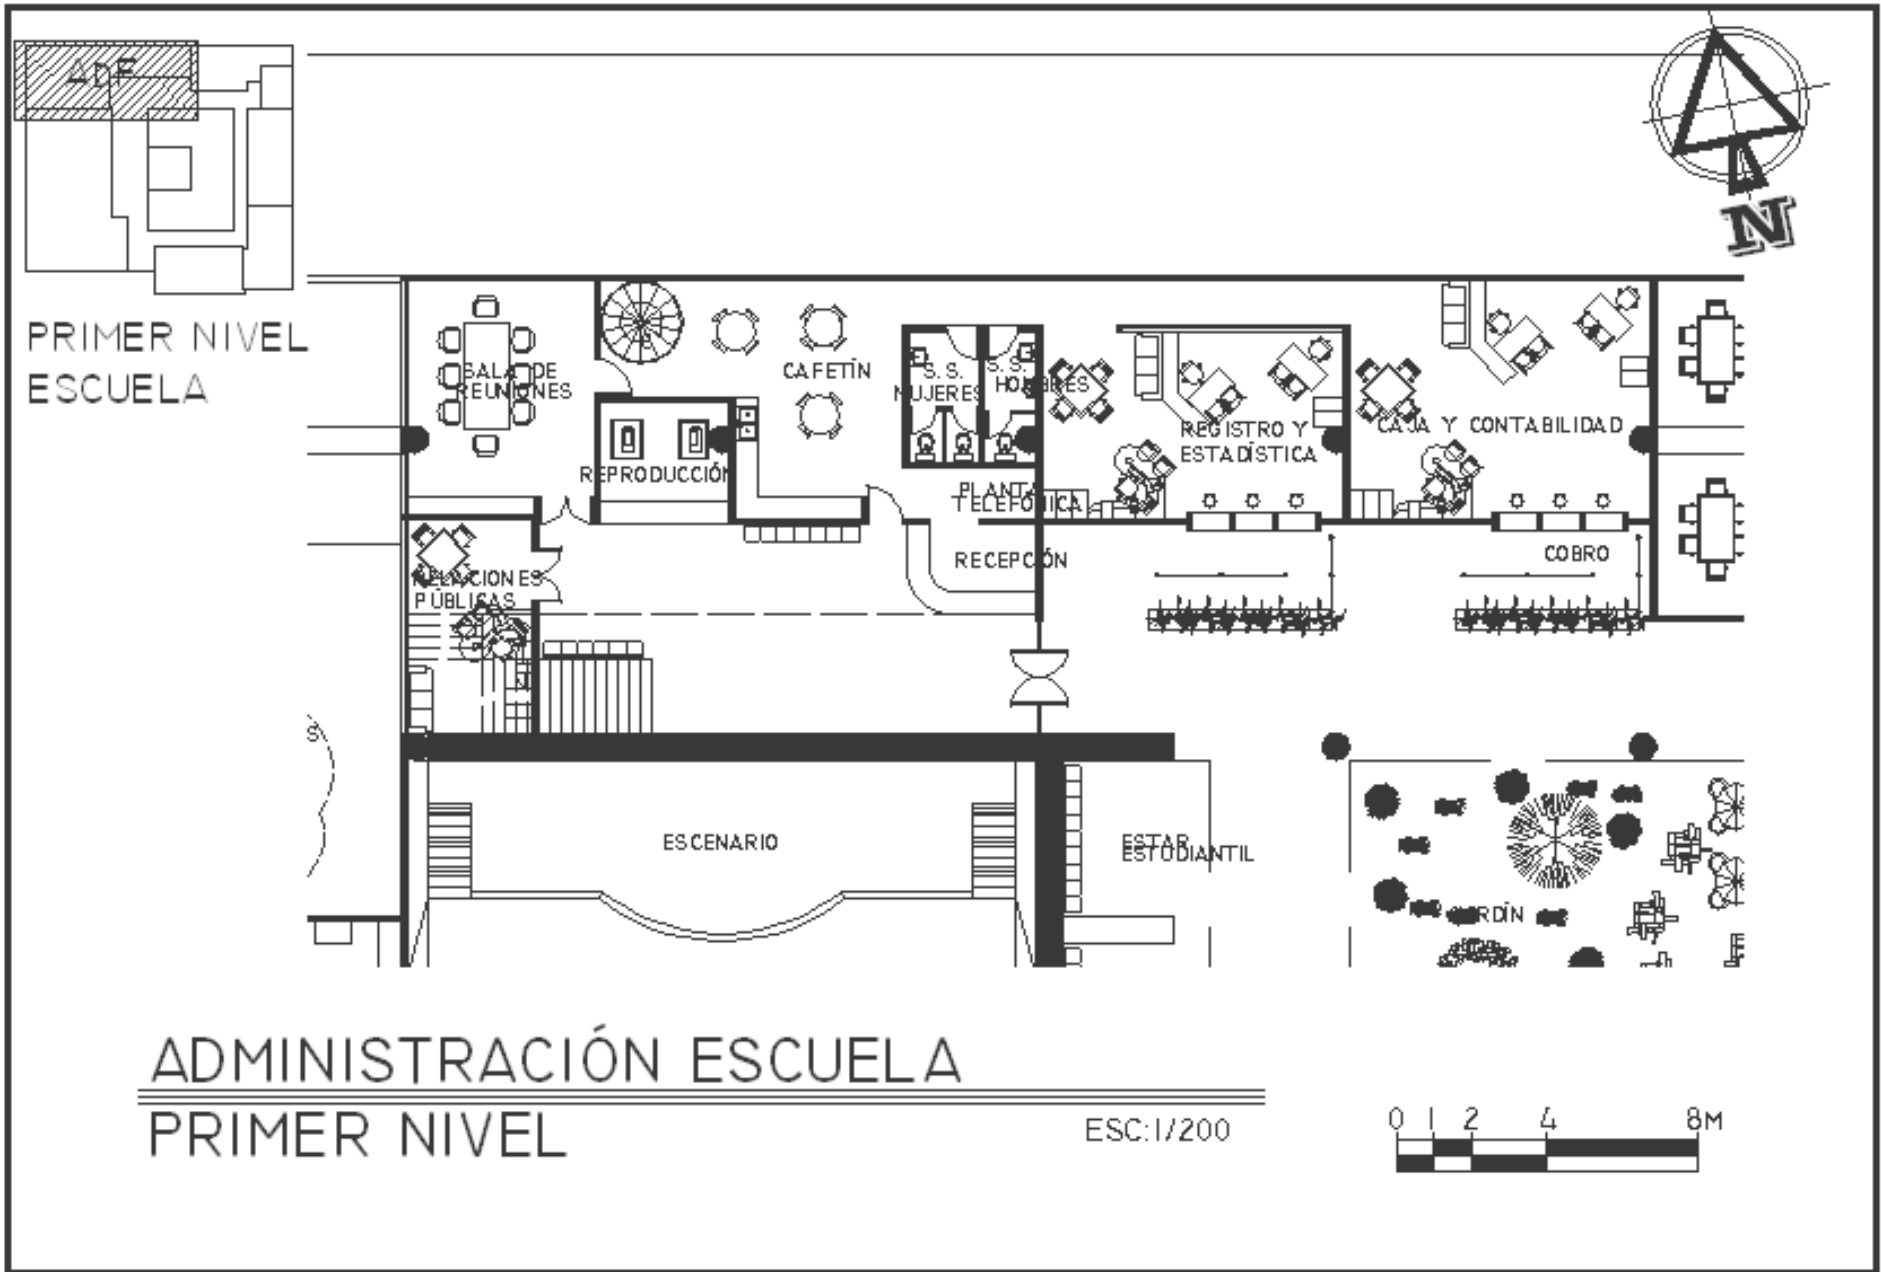 ADF
N
PRIMER NIVEL
ESCUELA
SALA DE
REUNIONES
CAFETÍN
S.S.
MUJERES
S.S.
HOMBRES
REPRODUCCIÓN
REGISTRO Y
ESTADÍSTICA
CAJA Y CONTABILIDAD
PLANTA
TELEFÓNICA
RECEPCIÓN
COBRO
RELACIONES
PÚBLICAS
S
ESCENARIO
ESTAR
ESTUDIANTIL
JARDÍN
ADMINISTRACIÓN ESCUELA
PRIMER NIVEL
ESC:1/200
0 1 2 4 8M